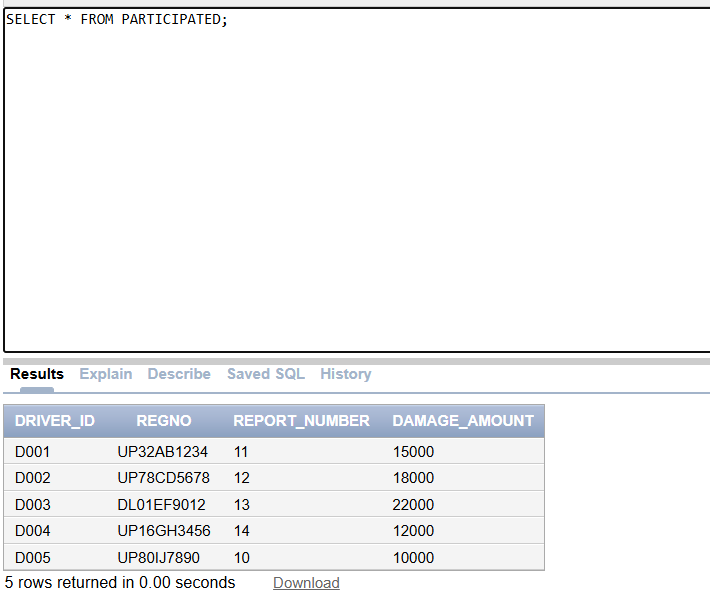 SELECT * FROM PARTICIPATED;
Results Explain Describe Saved SQL History
DRIVER_ID REGNO REPORT_NUMBER DAMAGE_AMOUNT
D001 UP32AB1234 11 15000
D002 UP78CD5678 12 18000
D003 DL01EF9012 13 22000
D004 UP16GH3456 14 12000
D005 UP80IJ7890 10 10000
5 rows returned in 0.00 seconds Download